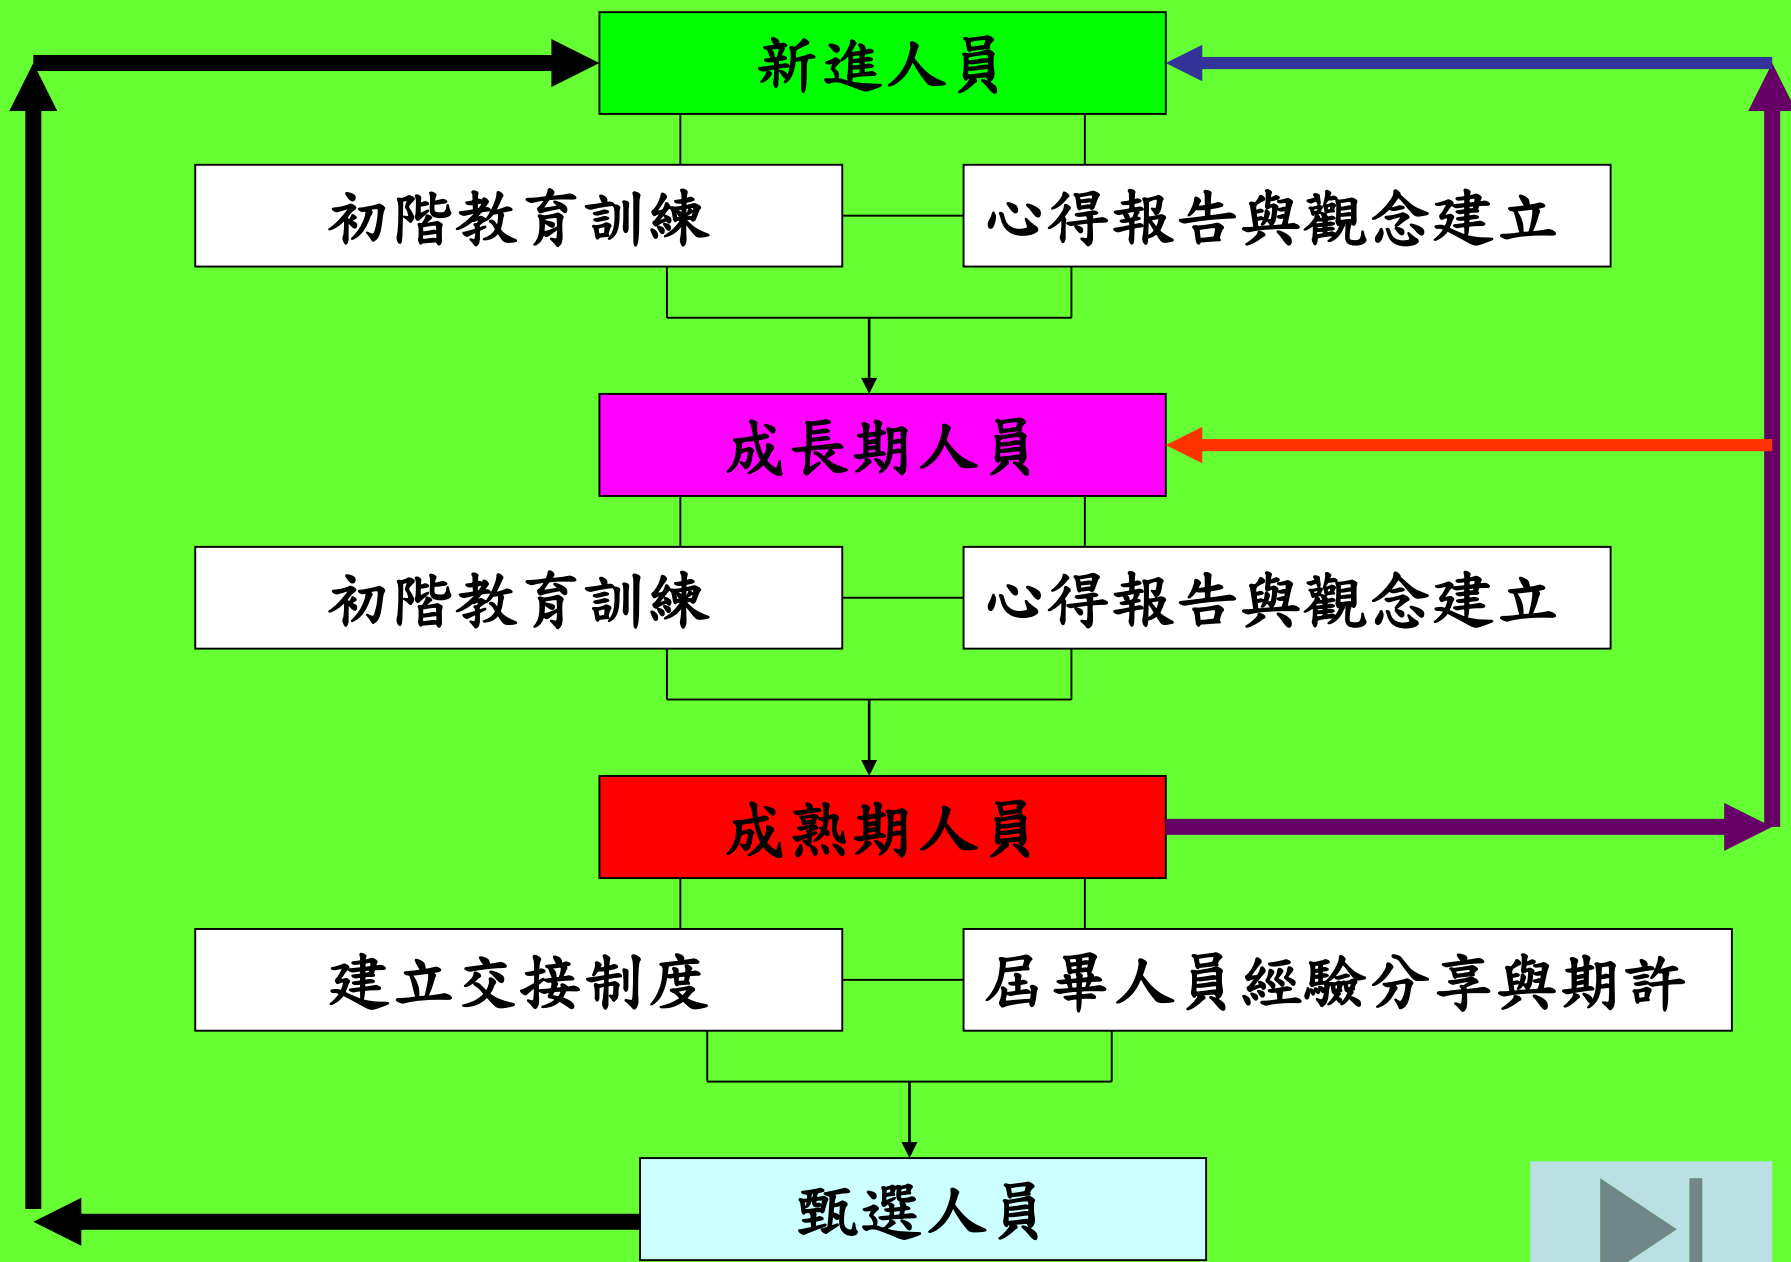 新進人員
初階教育訓練
心得報告與觀念建立
成長期人員
初階教育訓練
心得報告與觀念建立
成熟期人員
建立交接制度
屆畢人員經驗分享與期許
甄選人員